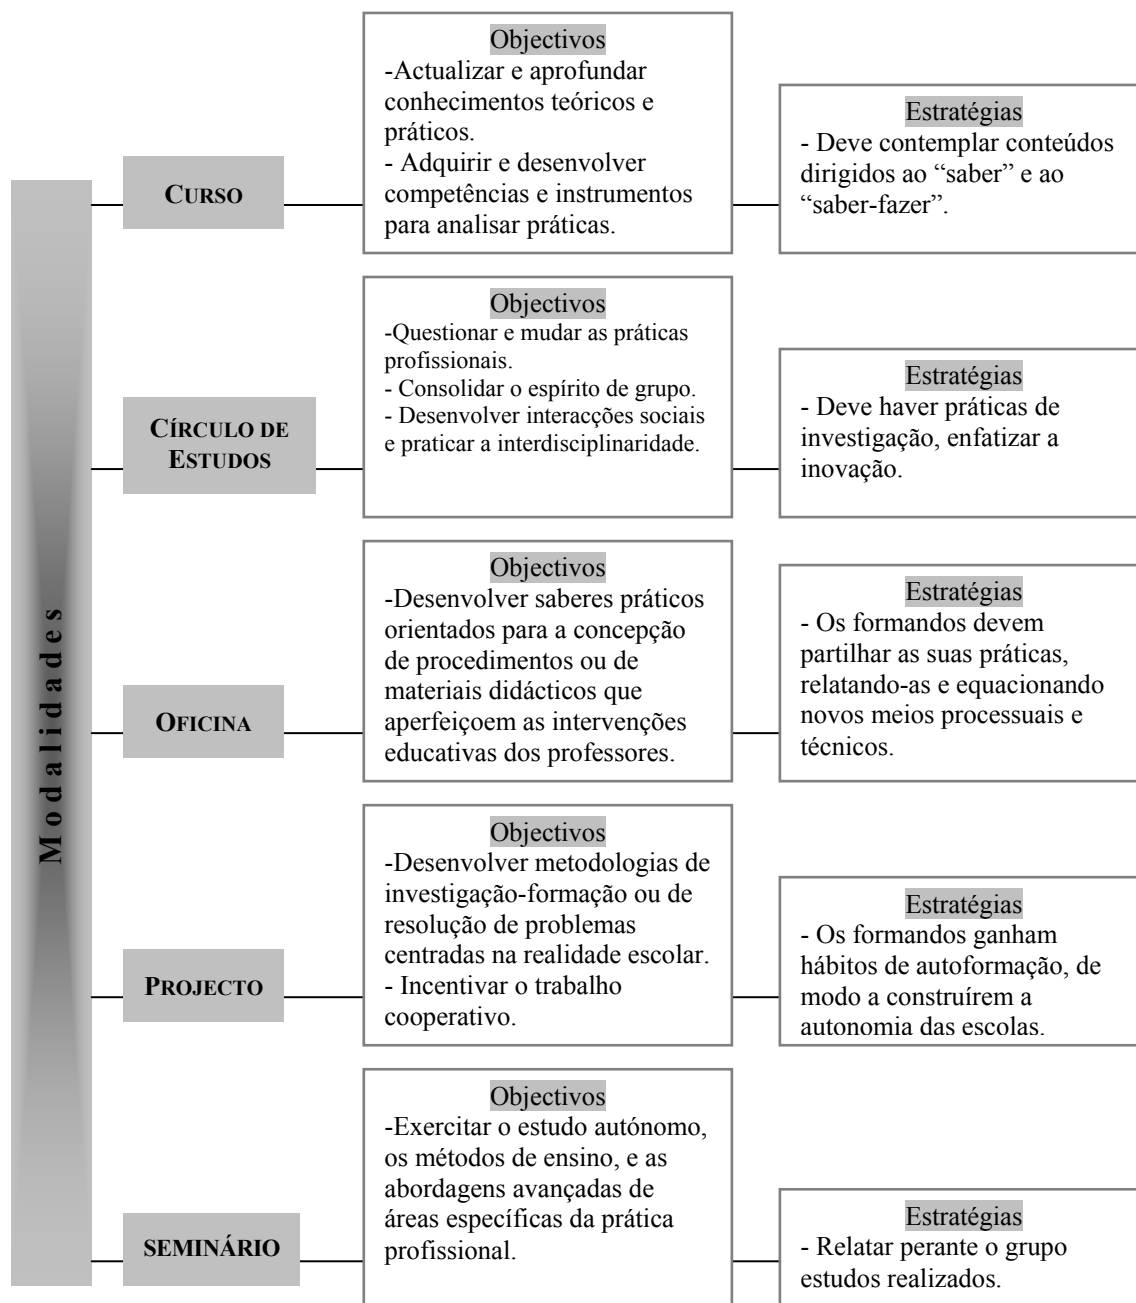 Modalidades
CURSO
Objectivos
-Actualizar e aprofundar
conhecimentos teóricos e
práticos.
- Adquirir e desenvolver
competências e instrumentos
para analisar práticas.
Estratégias
- Deve contemplar conteúdos
dirigidos ao “saber” e ao
“saber-fazer”.
CÍRCULO DE
ESTUDOS
Objectivos
-Questionar e mudar as práticas
profissionais.
- Consolidar o espírito de grupo.
- Desenvolver interacções sociais
e praticar a interdisciplinaridade.
Estratégias
- Deve haver práticas de
investigação, enfatizar a
inovação.
OFICINA
Objectivos
-Desenvolver saberes práticos
orientados para a concepção
de procedimentos ou de
materiais didácticos que
aperfeiçoem as intervenções
educativas dos professores.
Estratégias
- Os formandos devem
partilhar as suas práticas,
relatando-as e equacionando
novos meios processuais e
técnicos.
PROJECTO
Objectivos
-Desenvolver metodologias de
investigação-formação ou de
resolução de problemas
centradas na realidade escolar.
- Incentivar o trabalho
cooperativo.
Estratégias
- Os formandos ganham
hábitos de autoformação, de
modo a construírem a
autonomia das escolas.
SEMINÁRIO
Objectivos
-Exercitar o estudo autónomo,
os métodos de ensino, e as
abordagens avançadas de
áreas específicas da prática
profissional.
Estratégias
- Relatar perante o grupo
estudos realizados.